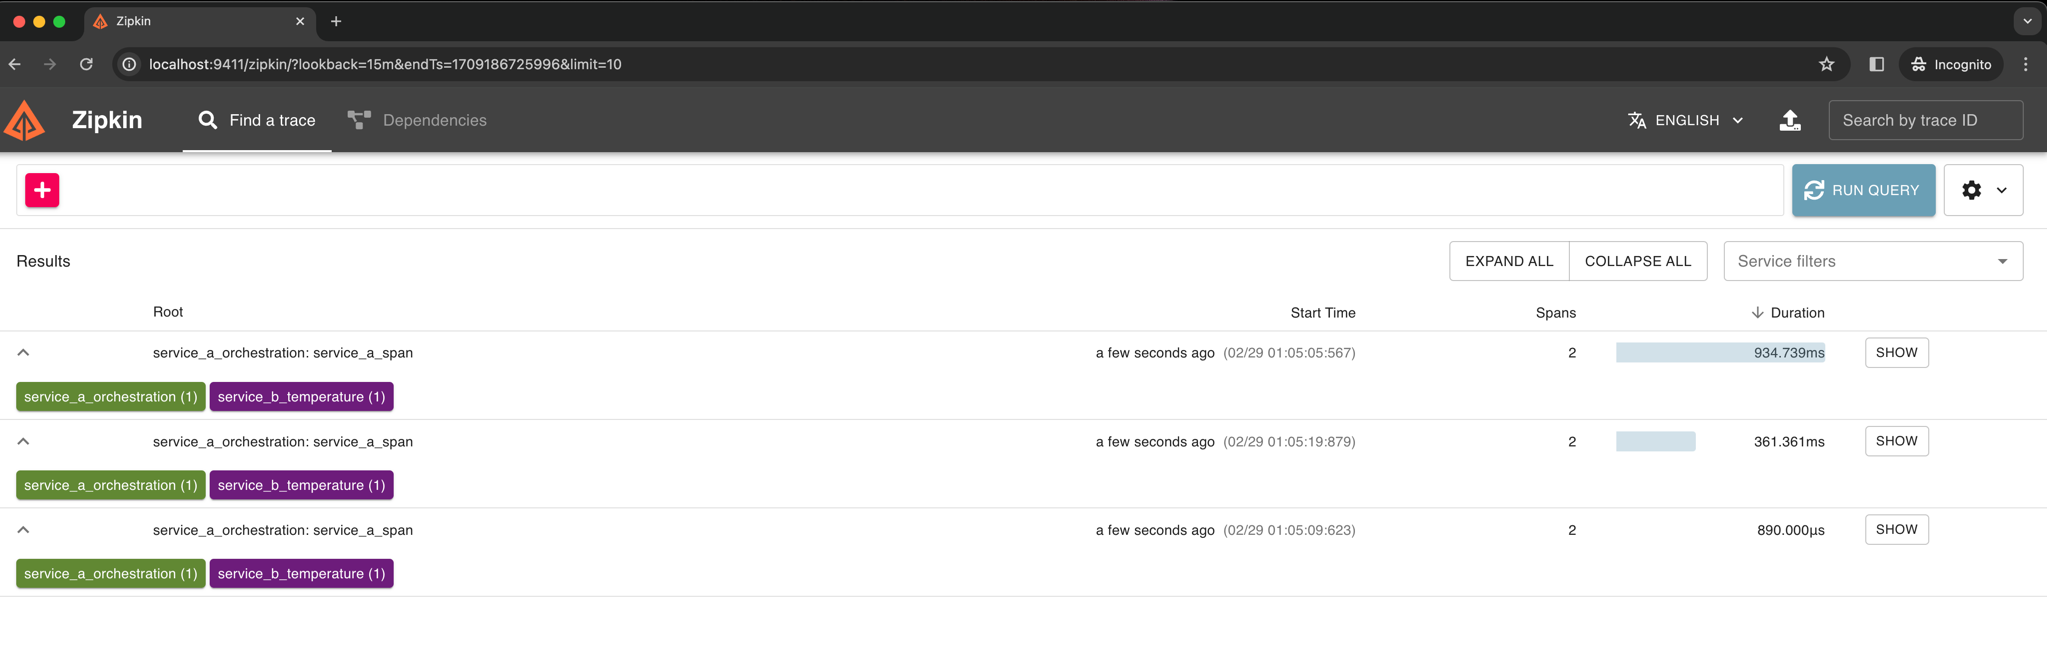 Zipkin
localhost:9411/zipkin/?lookback=15m&endTs=1709186725996&limit=10
Incognito
Zipkin
Find a trace
Dependencies
ENGLISH
Search by trace ID
RUN QUERY
Results
EXPAND ALL
COLLAPSE ALL
Service filters
Root Start Time Spans Duration
service_a_orchestration: service_a_span a few seconds ago (02/29 01:05:05:567) 2 934.739ms SHOW
service_a_orchestration (1) service_b_temperature (1)
service_a_orchestration: service_a_span a few seconds ago (02/29 01:05:19:879) 2 361.361ms SHOW
service_a_orchestration (1) service_b_temperature (1)
service_a_orchestration: service_a_span a few seconds ago (02/29 01:05:09:623) 2 890.000μs SHOW
service_a_orchestration (1) service_b_temperature (1)